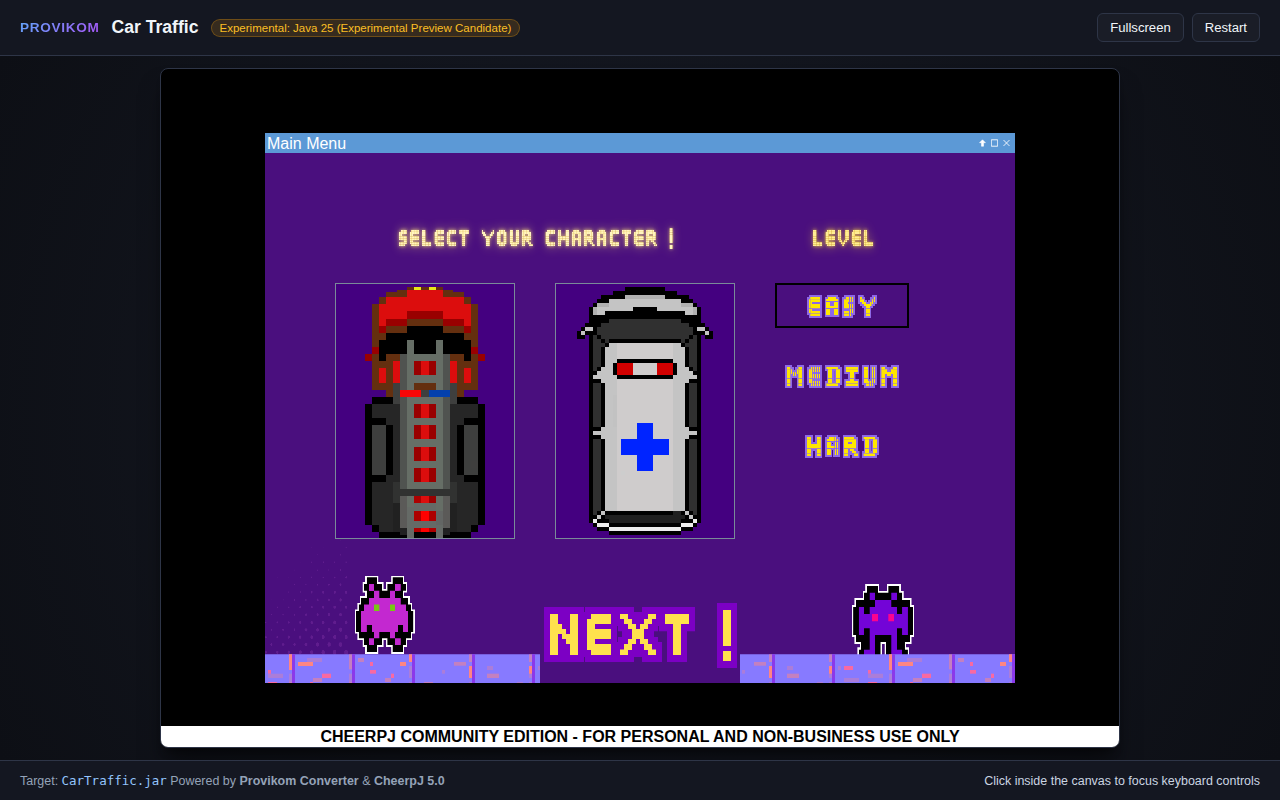 PROVIKOM Car Traffic Experimental: Java 25 (Experimental Preview Candidate) Fullscreen Restart
Main Menu
SELECT YOUR CHARACTER ! LEVEL
EASY
MEDIUM
HARD
NEXT !
CHEERPJ COMMUNITY EDITION - FOR PERSONAL AND NON-BUSINESS USE ONLY
Target: CarTraffic.jar Powered by Provikom Converter & CheerpJ 5.0 Click inside the canvas to focus keyboard controls